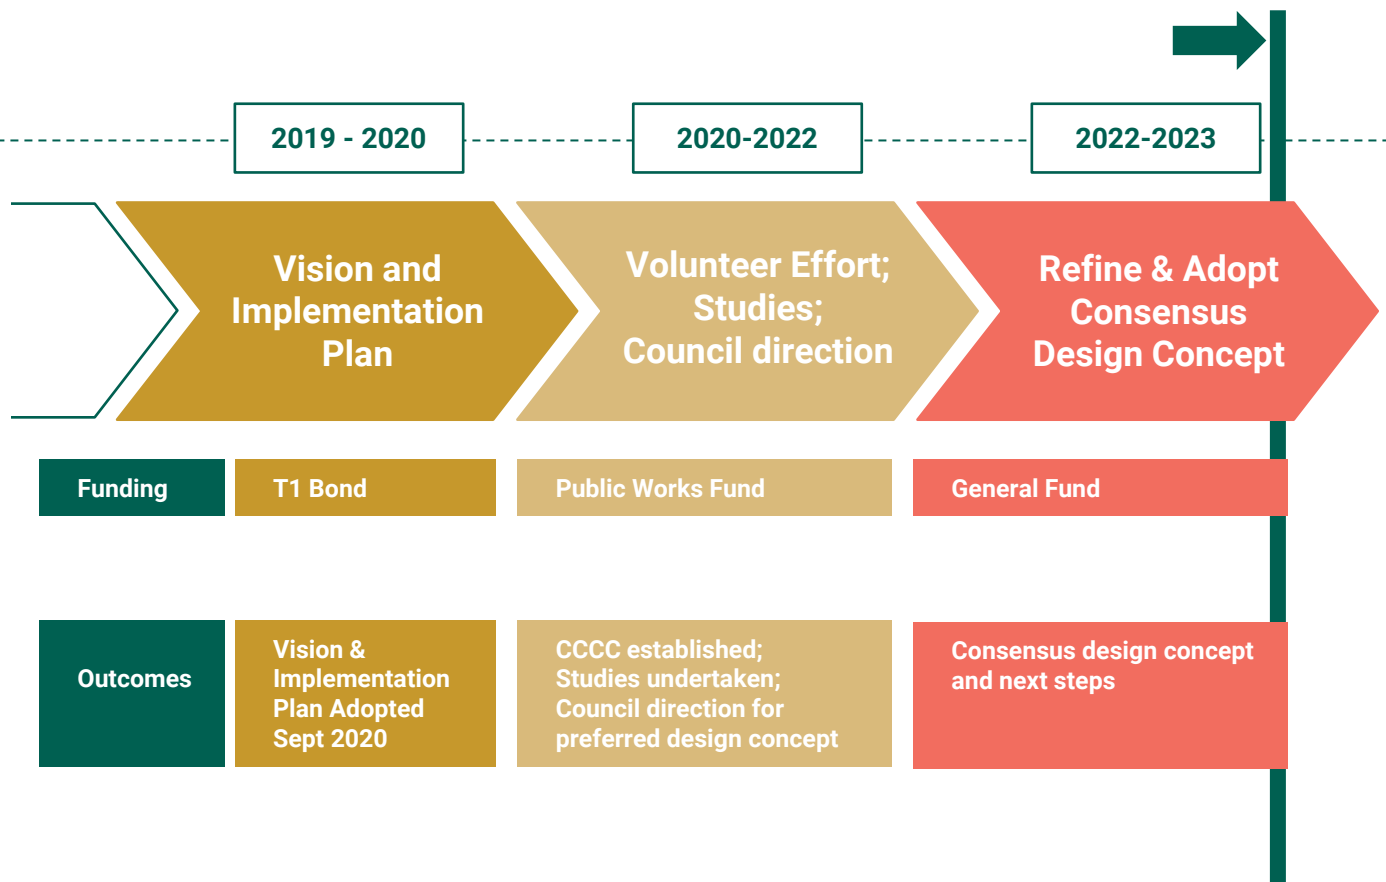 2019 - 2020
2020-2022
2022-2023
Vision and
Implementation
Plan
Volunteer Effort;
Studies;
Council direction
Refine & Adopt
Consensus
Design Concept
Funding
T1 Bond
Public Works Fund
General Fund
Outcomes
Vision &
Implementation
Plan Adopted
Sept 2020
CCCC established;
Studies undertaken;
Council direction for
preferred design concept
Consensus design concept
and next steps